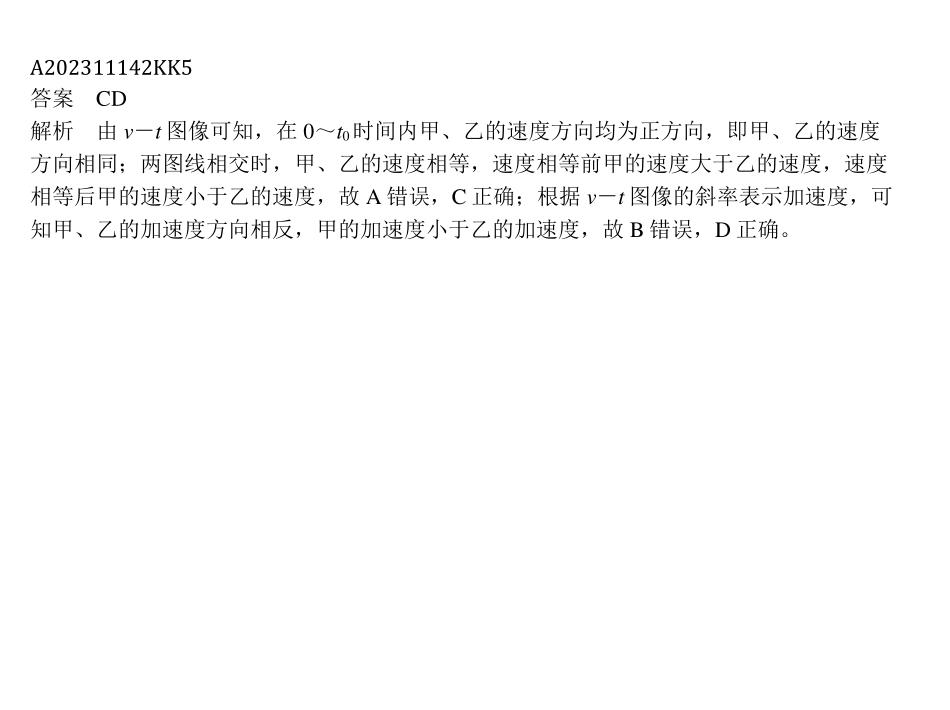 A202311142KK5
答案　CD
解析　由 v－t 图像可知，在 0～t₀时间内甲、乙的速度方向均为正方向，即甲、乙的速度
方向相同；两图线相交时，甲、乙的速度相等，速度相等前甲的速度大于乙的速度，速度
相等后甲的速度小于乙的速度，故 A 错误，C 正确；根据 v－t 图像的斜率表示加速度，可
知甲、乙的加速度方向相反，甲的加速度小于乙的加速度，故 B 错误，D 正确。